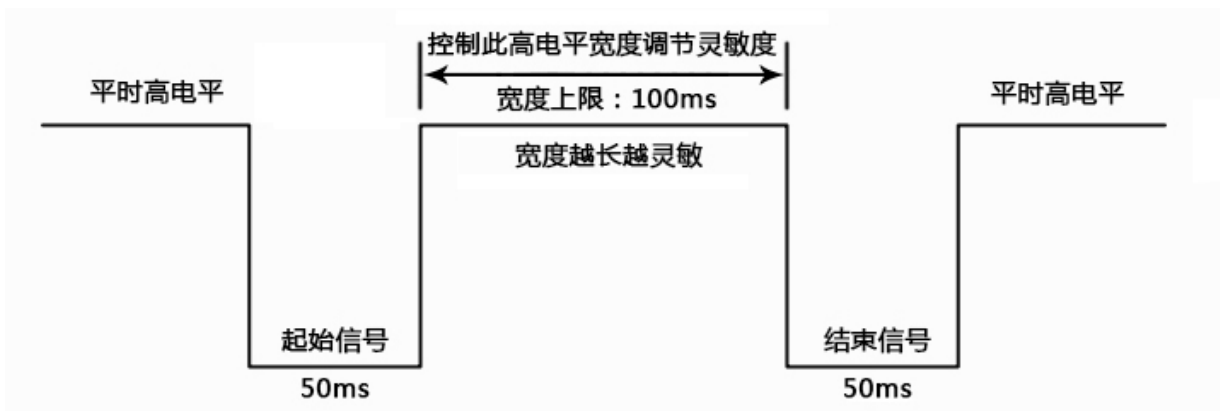 控制此高电平宽度调节灵敏度
平时高电平
宽度上限：100ms
平时高电平
宽度越长越灵敏
起始信号
结束信号
50ms
50ms